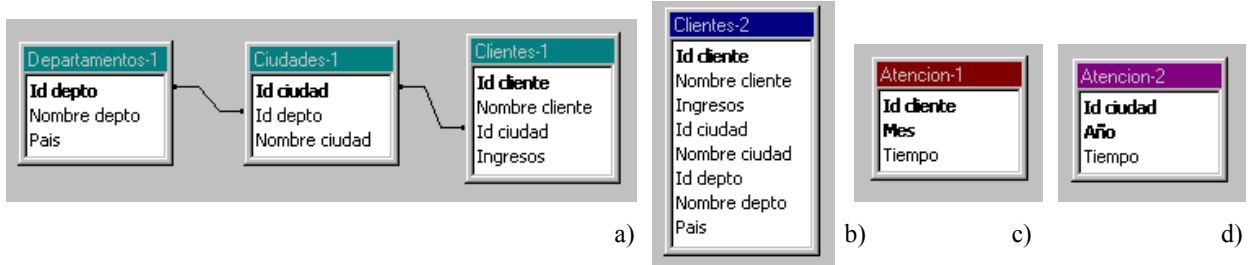 Departamentos-1
Id depto
Nombre depto
Pais
Ciudades-1
Id ciudad
Id depto
Nombre ciudad
Clientes-1
Id cliente
Nombre cliente
Id ciudad
Ingresos
a)
Clientes-2
Id cliente
Nombre cliente
Ingresos
Id ciudad
Nombre ciudad
Id depto
Nombre depto
Pais
b)
Atencion-1
Id cliente
Mes
Tiempo
c)
Atencion-2
Id ciudad
Año
Tiempo
d)